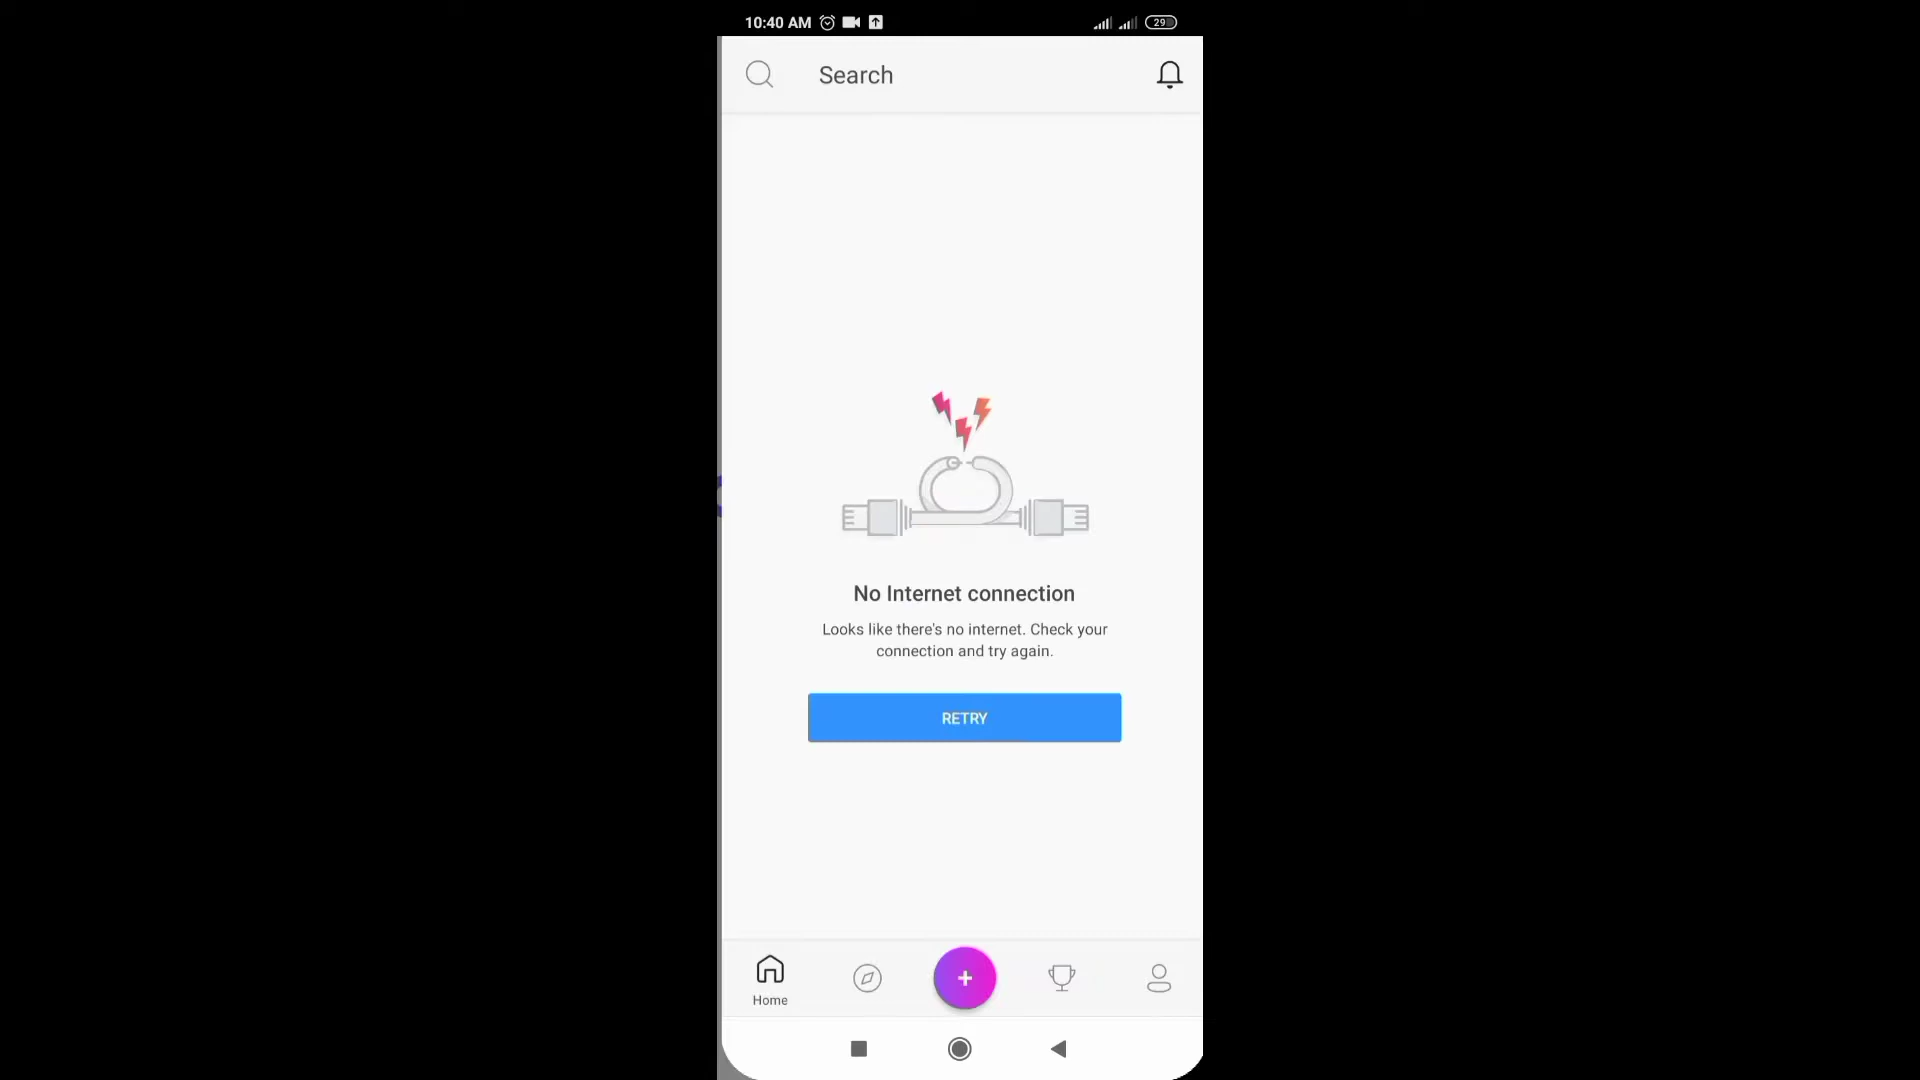 10:40 AM
29
Search
No Internet connection
Looks like there's no internet. Check your
connection and try again.
RETRY
Home